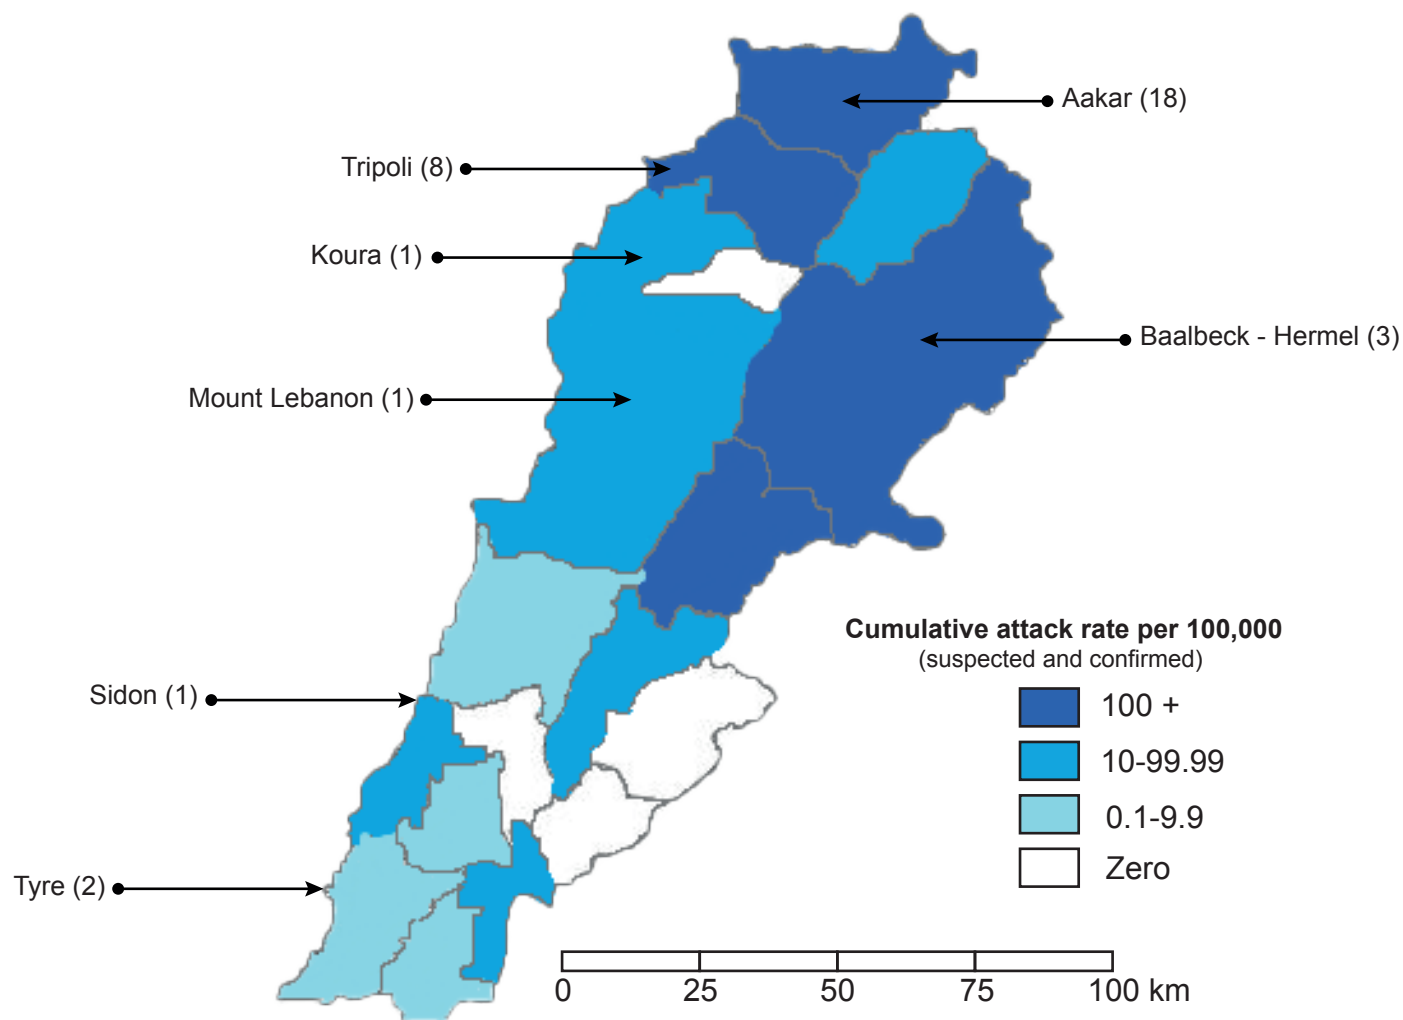 Aakar (18)
Tripoli (8)
Koura (1)
Baalbeck - Hermel (3)
Mount Lebanon (1)
Sidon (1)
Tyre (2)
Cumulative attack rate per 100,000
(suspected and confirmed)
100 +
10-99.99
0.1-9.9
Zero
0 25 50 75 100 km